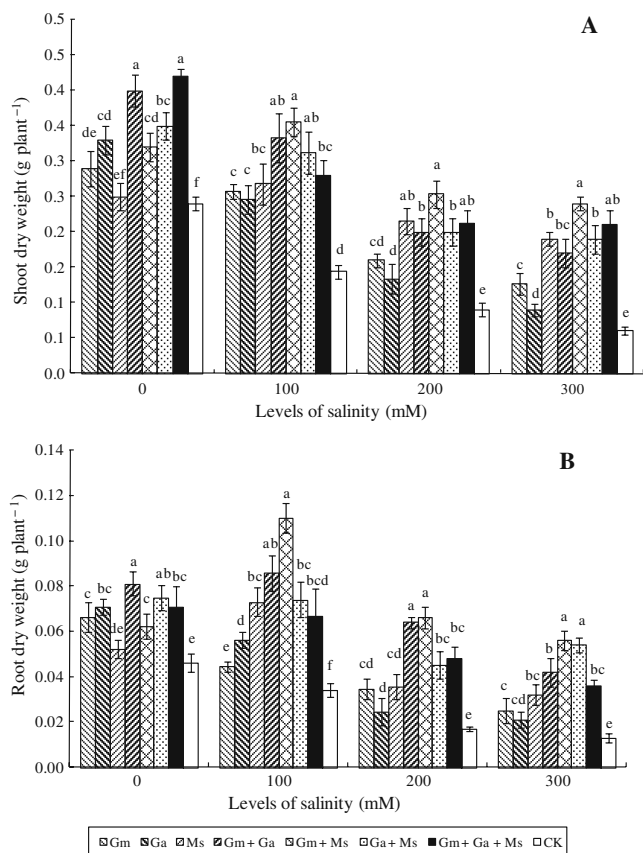 A
Shoot dry weight (g plant⁻¹)
0.5
0.5
0.4
0.4
0.3
0.3
0.2
0.2
0.1
0.1
0.0
de cd ef a cd bc a f
c c bc ab a ab bc d
cd d ab b a b ab e
c d b bc a b ab e
0 100 200 300
Levels of salinity (mM)
B
Root dry weight (g plant⁻¹)
0.14
0.12
0.10
0.08
0.06
0.04
0.02
0.00
c bc de a c ab bc e
e d bc ab a bc bcd f
cd d cd a a bc bc e
c cd bc b a a bc e
0 100 200 300
Levels of salinity (mM)
Gm Ga Ms Gm + Ga Gm + Ms Ga + Ms Gm + Ga + Ms CK